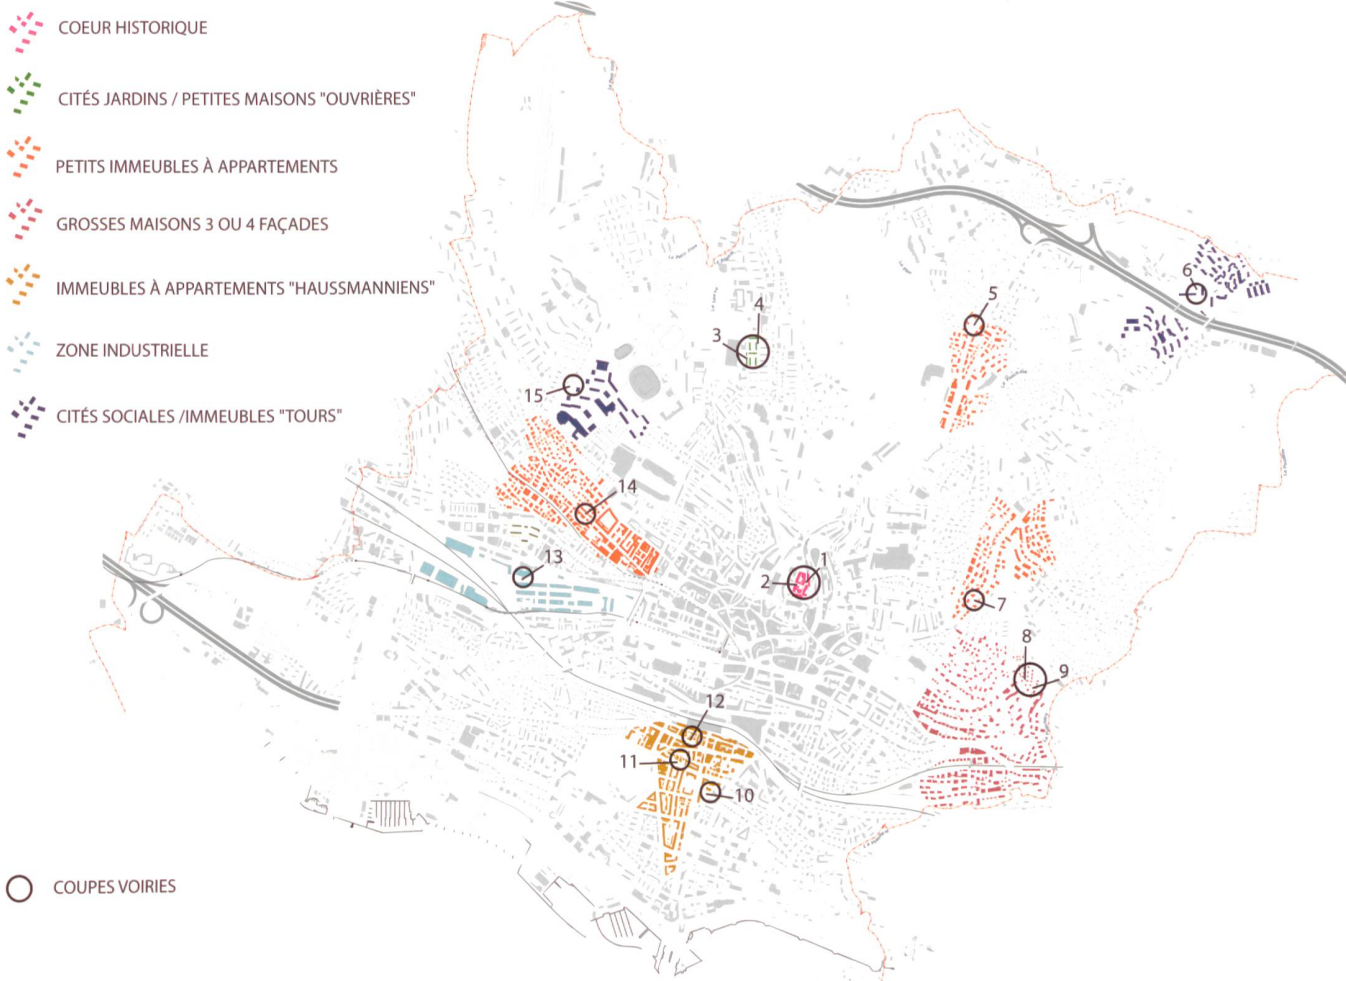 COEUR HISTORIQUE
CITÉS JARDINS / PETITES MAISONS "OUVRIÈRES"
PETITS IMMEUBLES À APPARTEMENTS
GROSSES MAISONS 3 OU 4 FAÇADES
IMMEUBLES À APPARTEMENTS "HAUSSMANNIENS"
ZONE INDUSTRIELLE
CITÉS SOCIALES /IMMEUBLES "TOURS"
6
5
4
3
15
14
13
1
2
7
8
9
12
11
10
COUPES VOIRIES